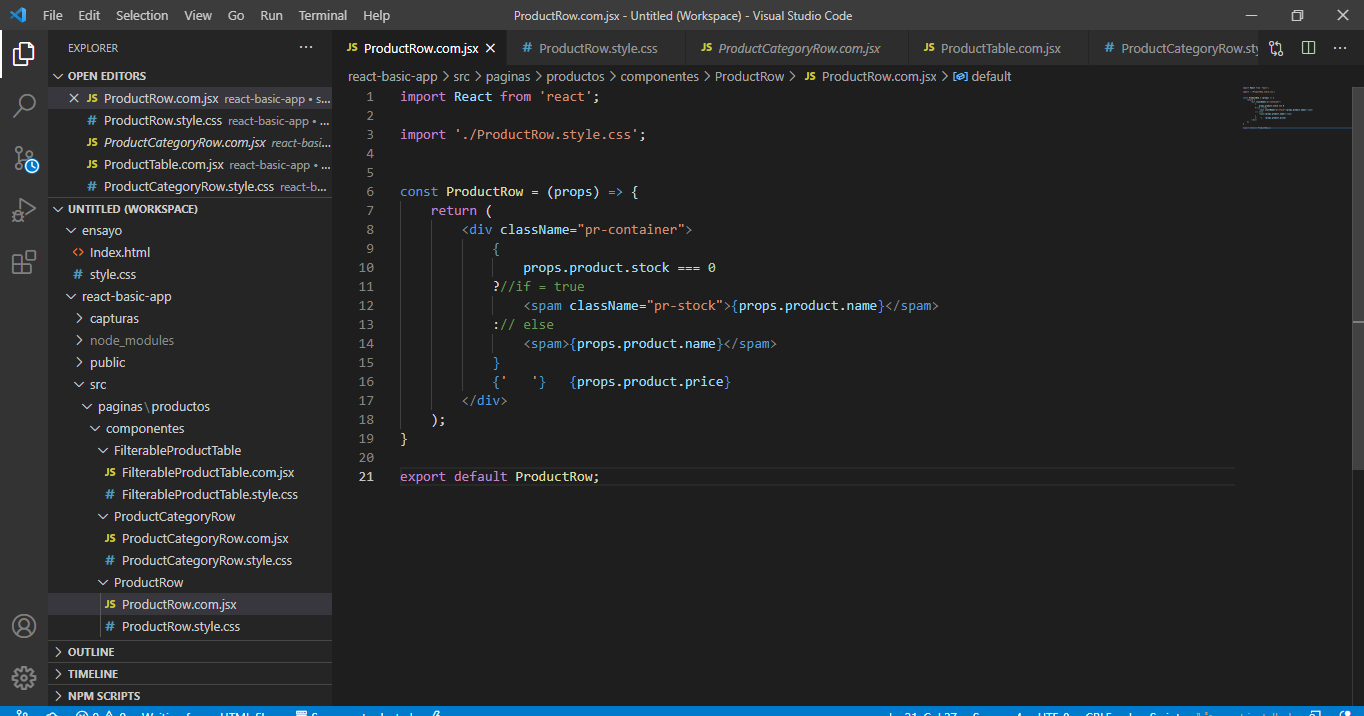 File Edit Selection View Go Run Terminal Help ProductRow.com.jsx - Untitled (Workspace) - Visual Studio Code
EXPLORER
OPEN EDITORS
JS ProductRow.com.jsx react-basic-app • s...
# ProductRow.style.css react-basic-app • ...
JS ProductCategoryRow.com.jsx react-basi...
JS ProductTable.com.jsx react-basic-app • ...
# ProductCategoryRow.style.css react-b...
UNTITLED (WORKSPACE)
ensayo
<> Index.html
# style.css
react-basic-app
capturas
node_modules
public
src
paginas\productos
componentes
FilterableProductTable
JS FilterableProductTable.com.jsx
# FilterableProductTable.style.css
ProductCategoryRow
JS ProductCategoryRow.com.jsx
# ProductCategoryRow.style.css
ProductRow
JS ProductRow.com.jsx
# ProductRow.style.css
OUTLINE
TIMELINE
NPM SCRIPTS
JS ProductRow.com.jsx # ProductRow.style.css JS ProductCategoryRow.com.jsx JS ProductTable.com.jsx # ProductCategoryRow.sty
react-basic-app > src > paginas > productos > componentes > ProductRow > JS ProductRow.com.jsx > default
1 import React from 'react';
2
3 import './ProductRow.style.css';
4
5
6 const ProductRow = (props) => {
7     return (
8         <div className="pr-container">
9             {
10                 props.product.stock === 0
11             ?//if = true
12                 <spam className="pr-stock">{props.product.name}</spam>
13             :// else
14                 <spam>{props.product.name}</spam>
15             }
16             {'   '}   {props.product.price}
17         </div>
18     );
19 }
20
21 export default ProductRow;